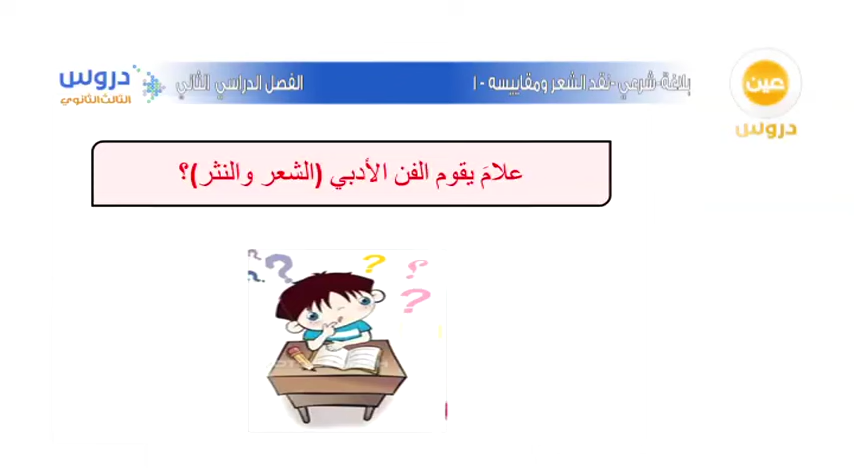 عين
دروس
بلاغة-شرعي -نقد الشعر ومقاييسه - ١
الفصل الدراسي الثاني
دروس
الثالث الثانوي
علامَ يقوم الفن الأدبي (الشعر والنثر)؟
? ? ? ? ? ?